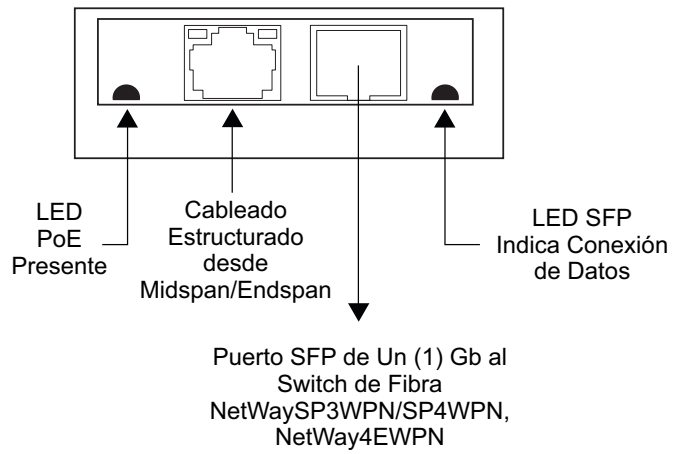 LED
PoE
Presente
Cableado
Estructurado
desde
Midspan/Endspan
LED SFP
Indica Conexión
de Datos
Puerto SFP de Un (1) Gb al
Switch de Fibra
NetWaySP3WPN/SP4WPN,
NetWay4EWPN